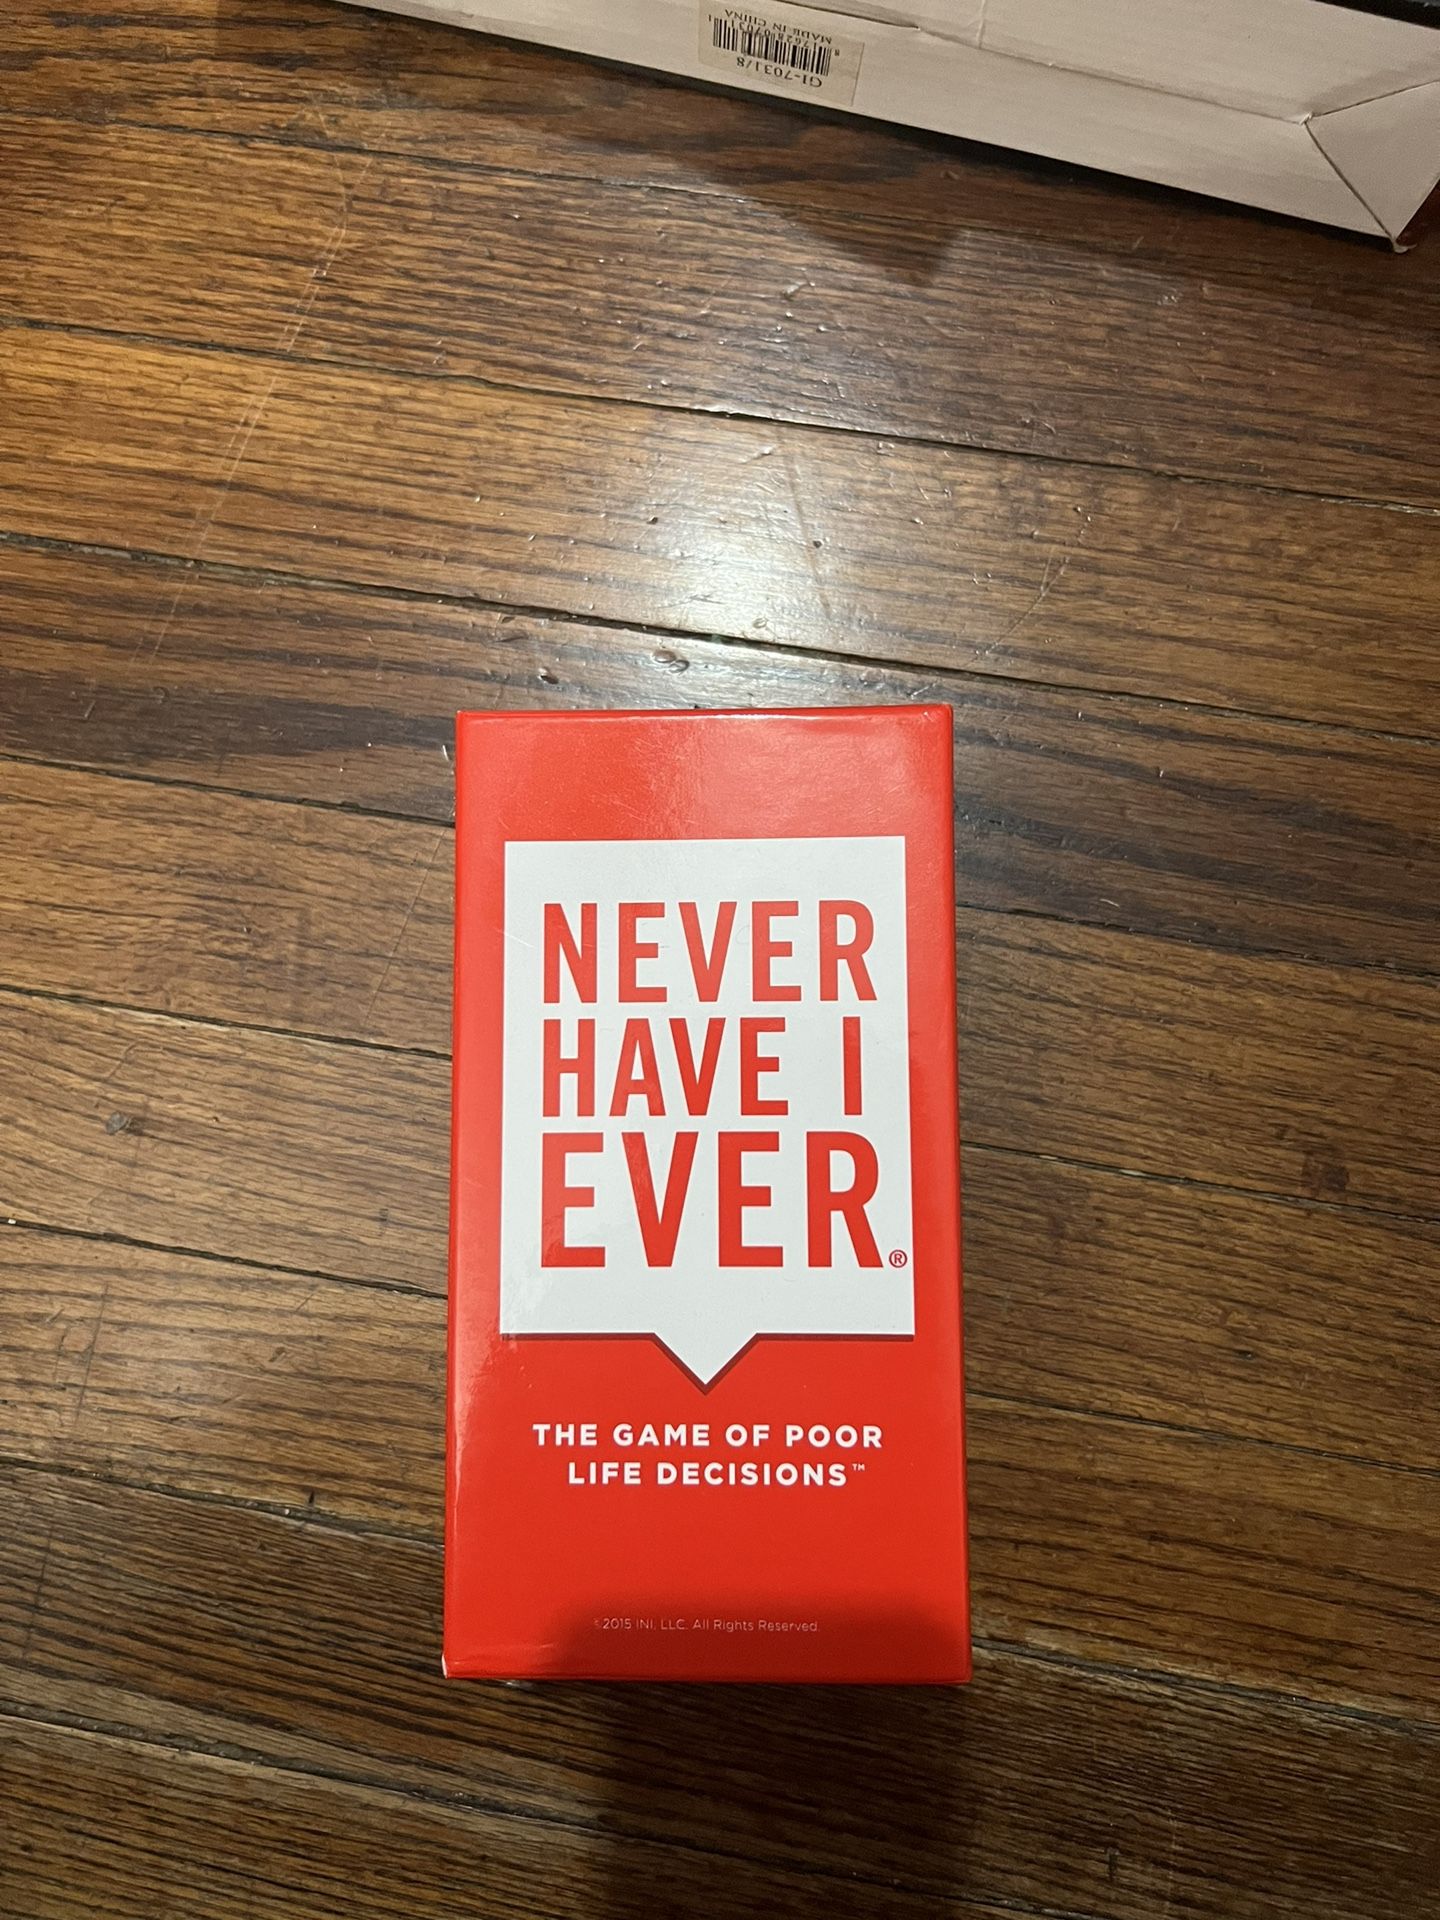 GI-7031/8
MADE IN CHINA
NEVER
HAVE I
EVER®
THE GAME OF POOR
LIFE DECISIONS™
©2015 INI, LLC. All Rights Reserved.